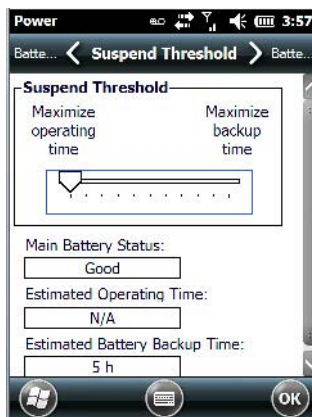 Power 3:57
Batte... Suspend Threshold Batte...
Suspend Threshold
Maximize operating time
Maximize backup time
Main Battery Status:
Good
Estimated Operating Time:
N/A
Estimated Battery Backup Time:
5 h
OK